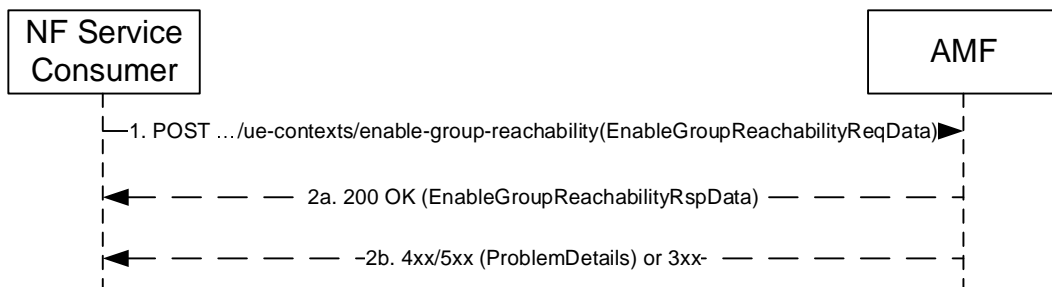 NF Service
Consumer
AMF
1. POST …/ue-contexts/enable-group-reachability(EnableGroupReachabilityReqData)
2a. 200 OK (EnableGroupReachabilityRspData)
2b. 4xx/5xx (ProblemDetails) or 3xx